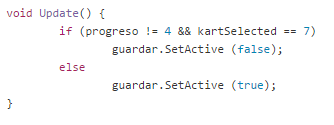 void Update() {
if (progreso != 4 && kartSelected == 7)
guardar.SetActive (false);
else
guardar.SetActive (true);
}